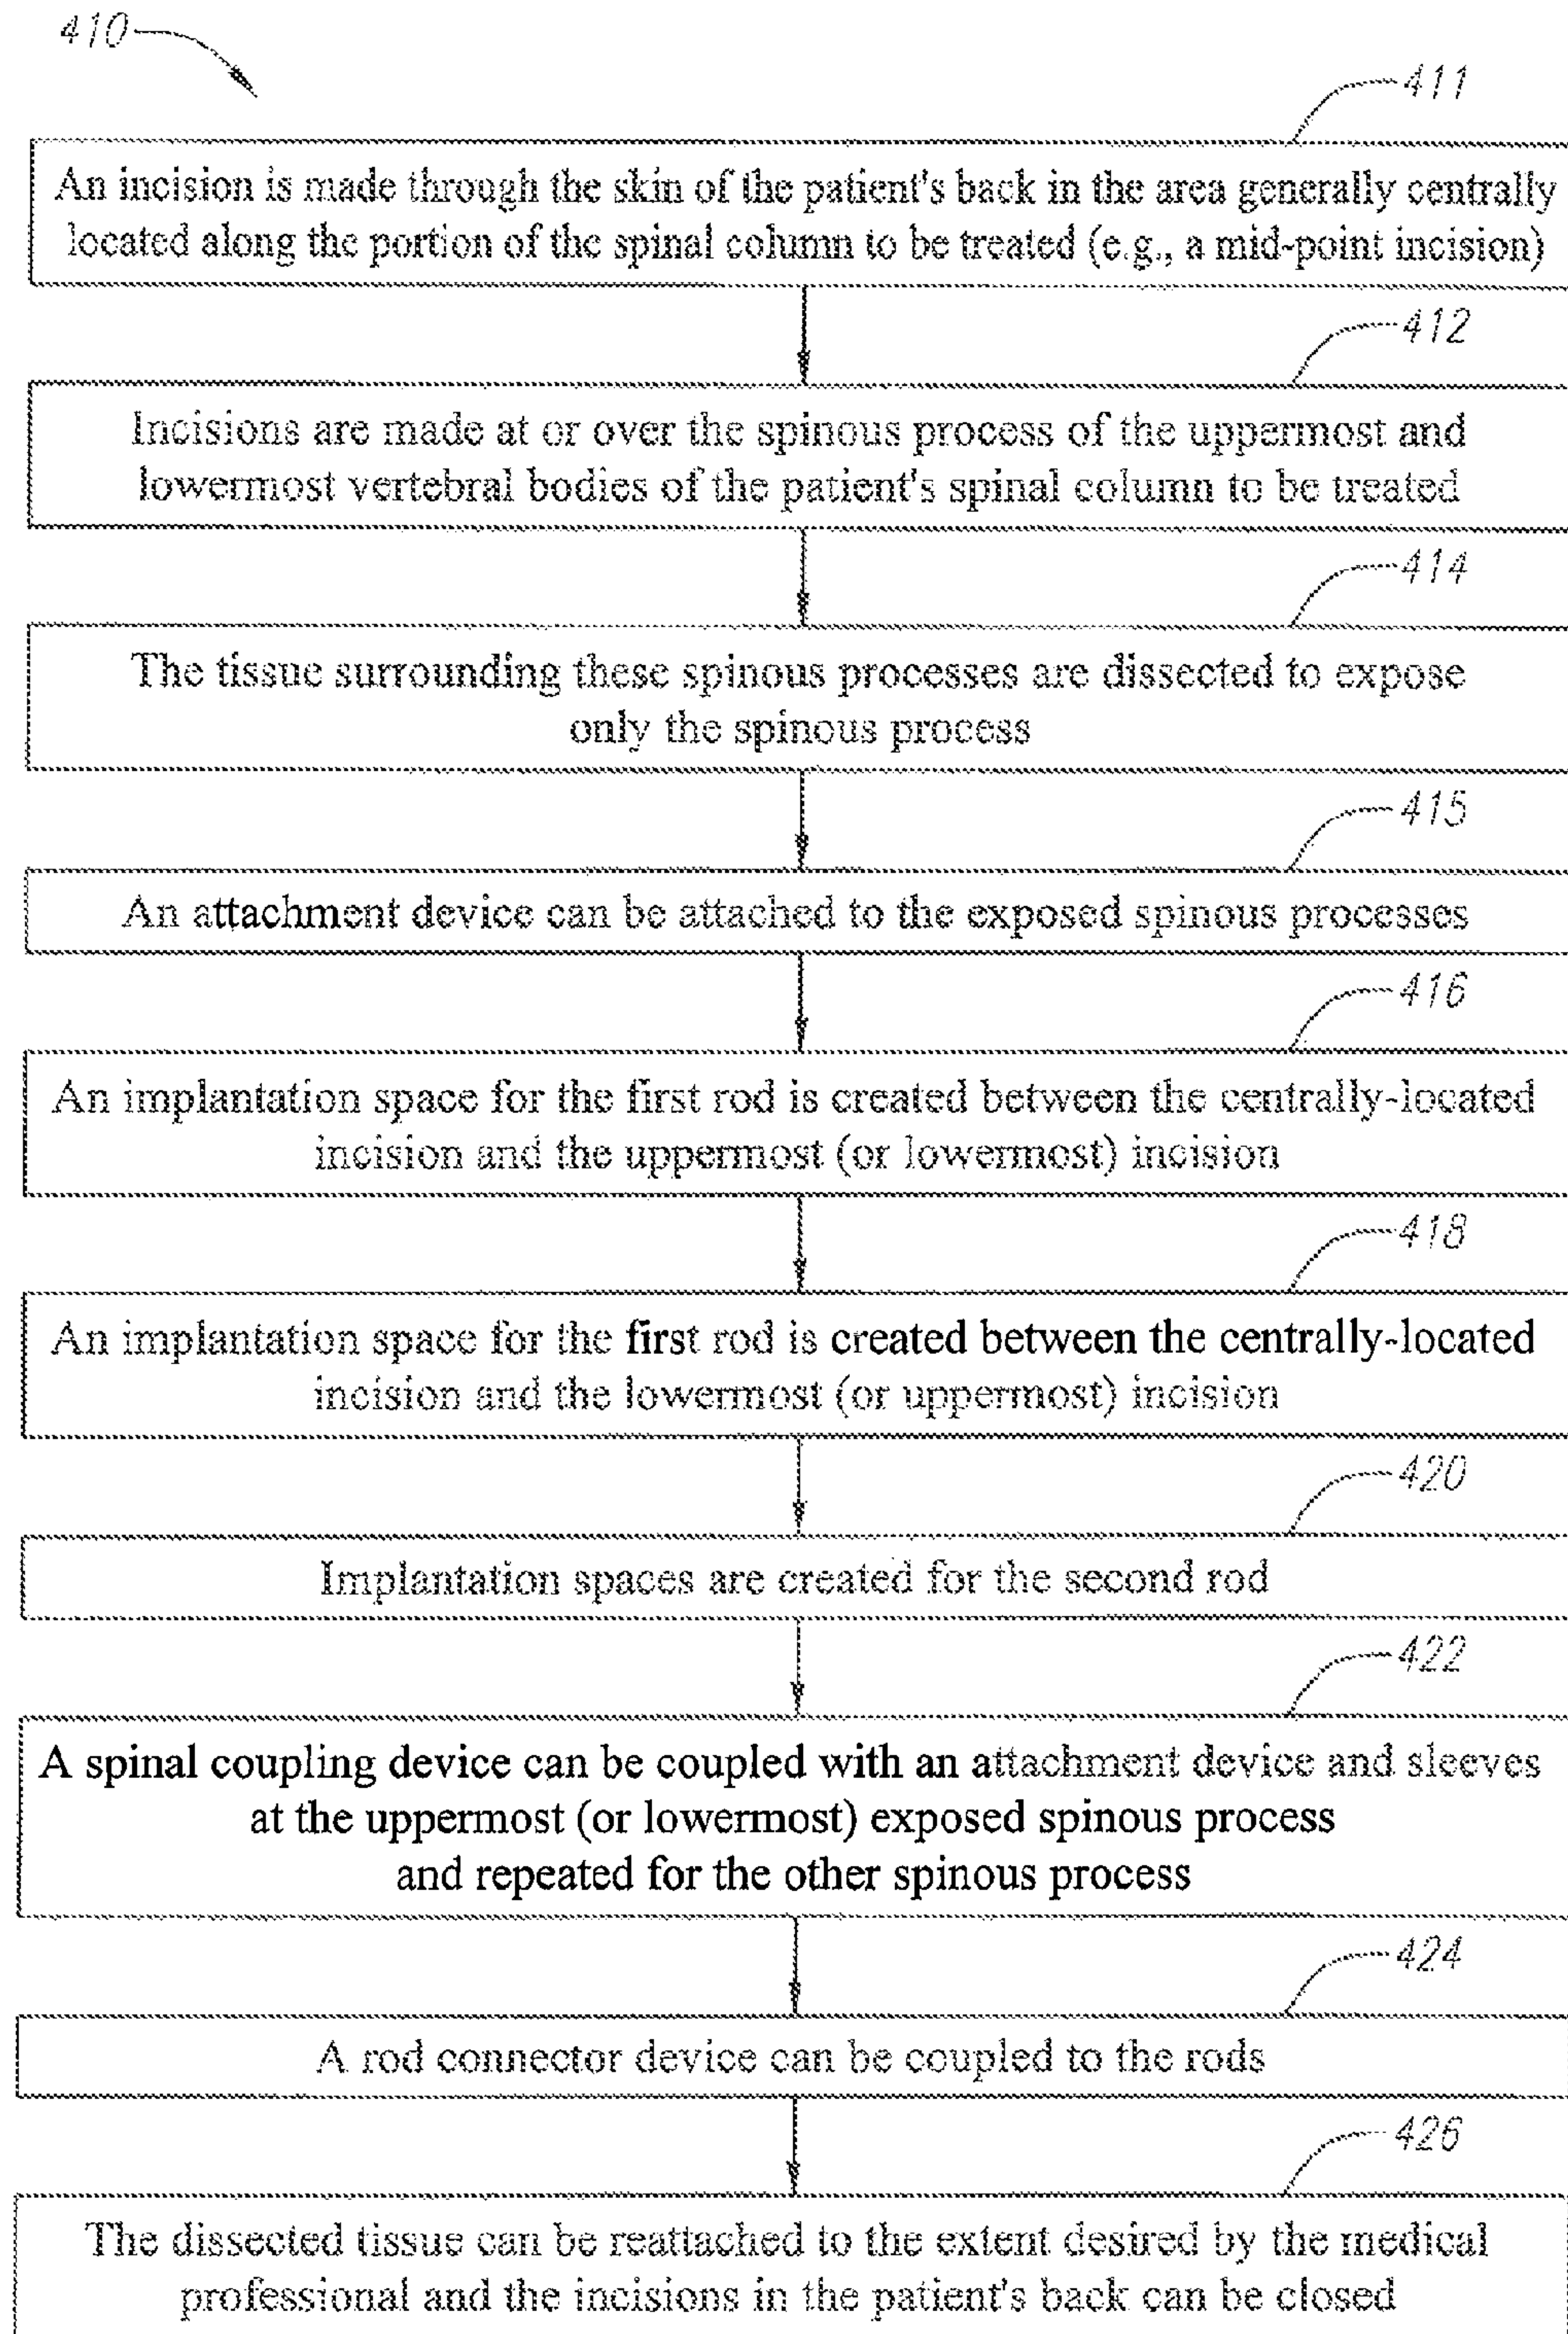 410
411
An incision is made through the skin of the patient's back in the area generally centrally
located along the portion of the spinal column to be treated (e.g., a mid-point incision)
412
Incisions are made at or over the spinous process of the uppermost and
lowermost vertebral bodies of the patient's spinal column to be treated
414
The tissue surrounding these spinous processes are dissected to expose
only the spinous process
415
An attachment device can be attached to the exposed spinous processes
416
An implantation space for the first rod is created between the centrally-located
incision and the uppermost (or lowermost) incision
418
An implantation space for the first rod is created between the centrally-located
incision and the lowermost (or uppermost) incision
420
Implantation spaces are created for the second rod
422
A spinal coupling device can be coupled with an attachment device and sleeves
at the uppermost (or lowermost) exposed spinous process
and repeated for the other spinous process
424
A rod connector device can be coupled to the rods
426
The dissected tissue can be reattached to the extent desired by the medical
professional and the incisions in the patient's back can be closed